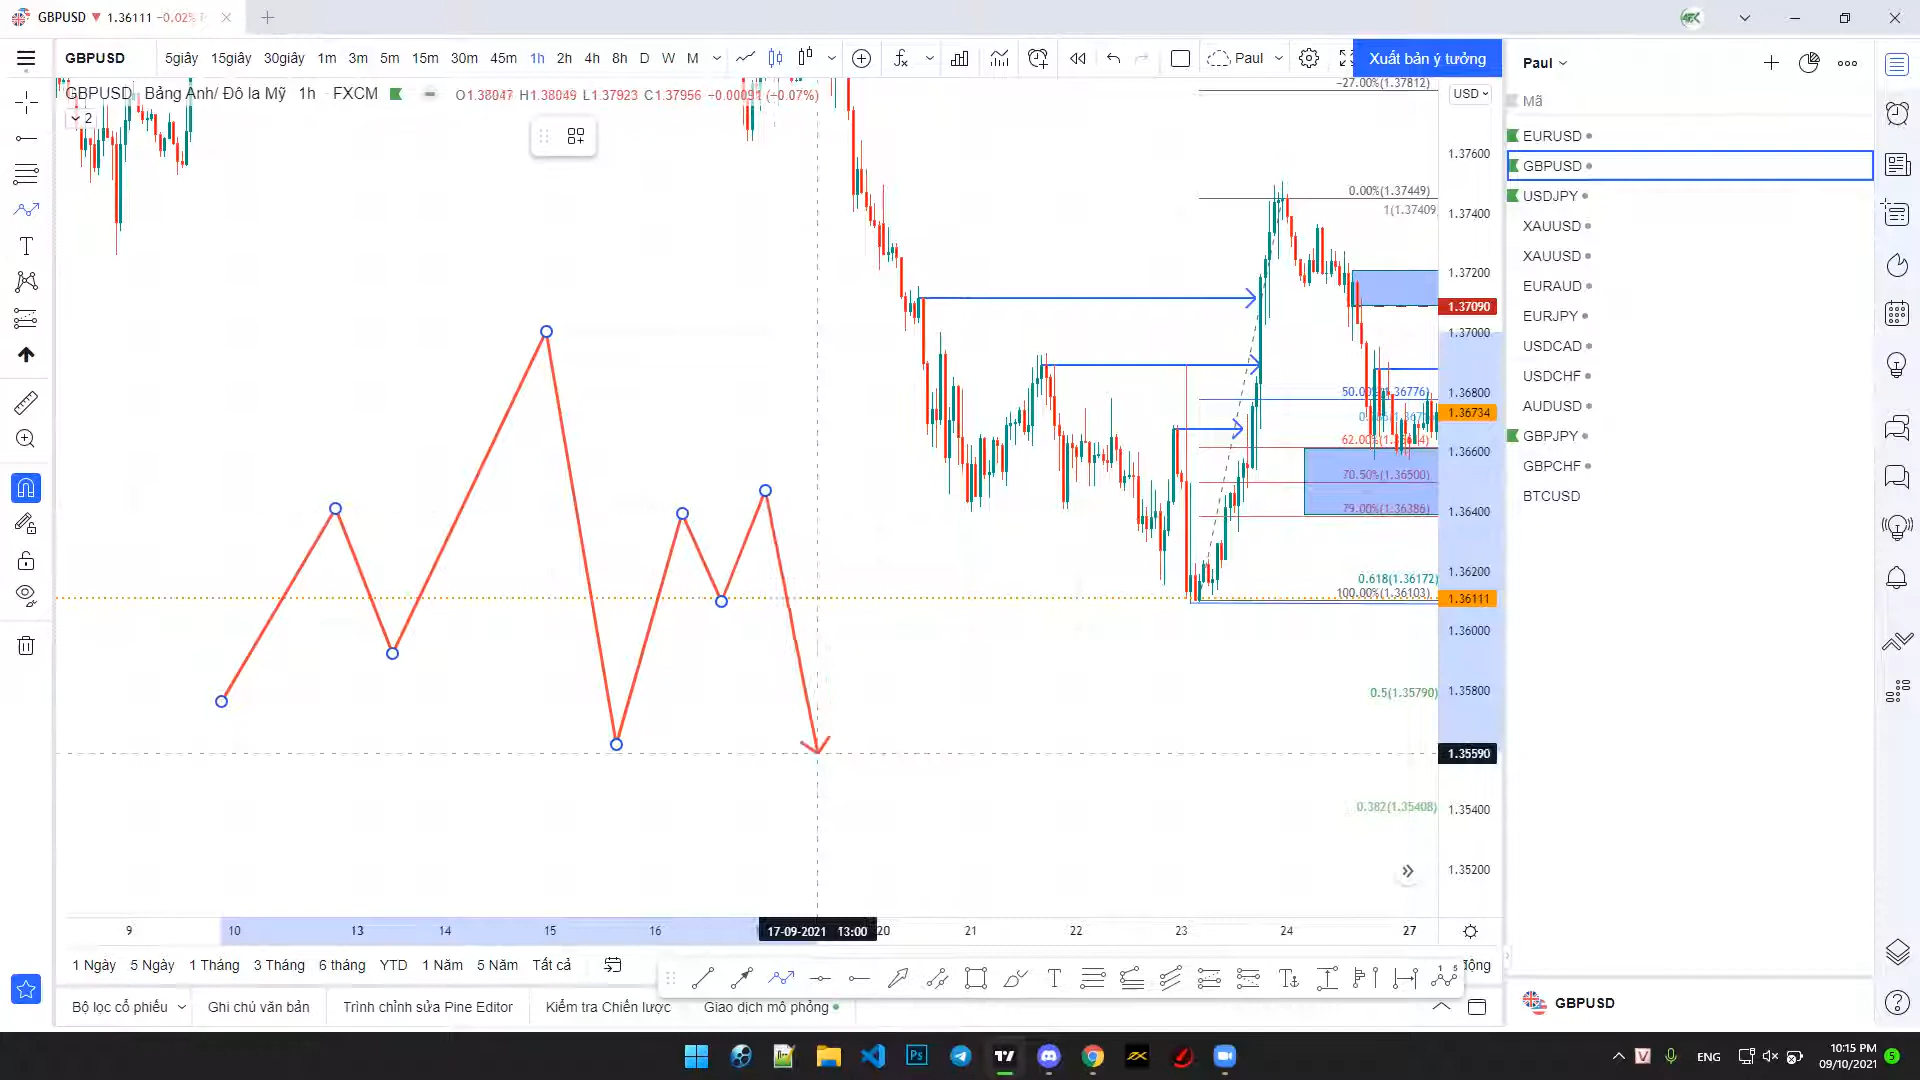 GBPUSD ▼ 1.36111 −0.02%
GBPUSD 5giây 15giây 30giây 1m 3m 5m 15m 30m 45m 1h 2h 4h 8h D W M Paul Xuất bản ý tưởng
Paul
GBPUSD Bảng Anh/ Đô la Mỹ 1h FXCM O1.38047 H1.38049 L1.37923 C1.37956 −0.00091 (−0.07%)
2
USD
Mã
EURUSD
GBPUSD
USDJPY
XAUUSD
XAUUSD
EURAUD
EURJPY
USDCAD
USDCHF
AUDUSD
GBPJPY
GBPCHF
BTCUSD
−27.00%(1.37812)
0.00%(1.37449)
1(1.37409)
50.00%(1.36776)
62.00%
70.50%(1.36500)
79.00%(1.36386)
0.618(1.36172)
100.00%(1.36103)
0.5(1.35790)
0.382(1.35408)
1.37600
1.37400
1.37200
1.37090
1.37000
1.36800
1.36734
1.36600
1.36400
1.36200
1.36111
1.36000
1.35800
1.35590
1.35400
1.35200
9 10 13 14 15 16 17-09-2021 13:00 20 21 22 23 24 27
1 Ngày 5 Ngày 1 Tháng 3 Tháng 6 tháng YTD 1 Năm 5 Năm Tất cả động
Bộ lọc cổ phiếu Ghi chú văn bản Trình chỉnh sửa Pine Editor Kiểm tra Chiến lược Giao dịch mô phỏng
GBPUSD
ENG
10:15 PM
09/10/2021
5